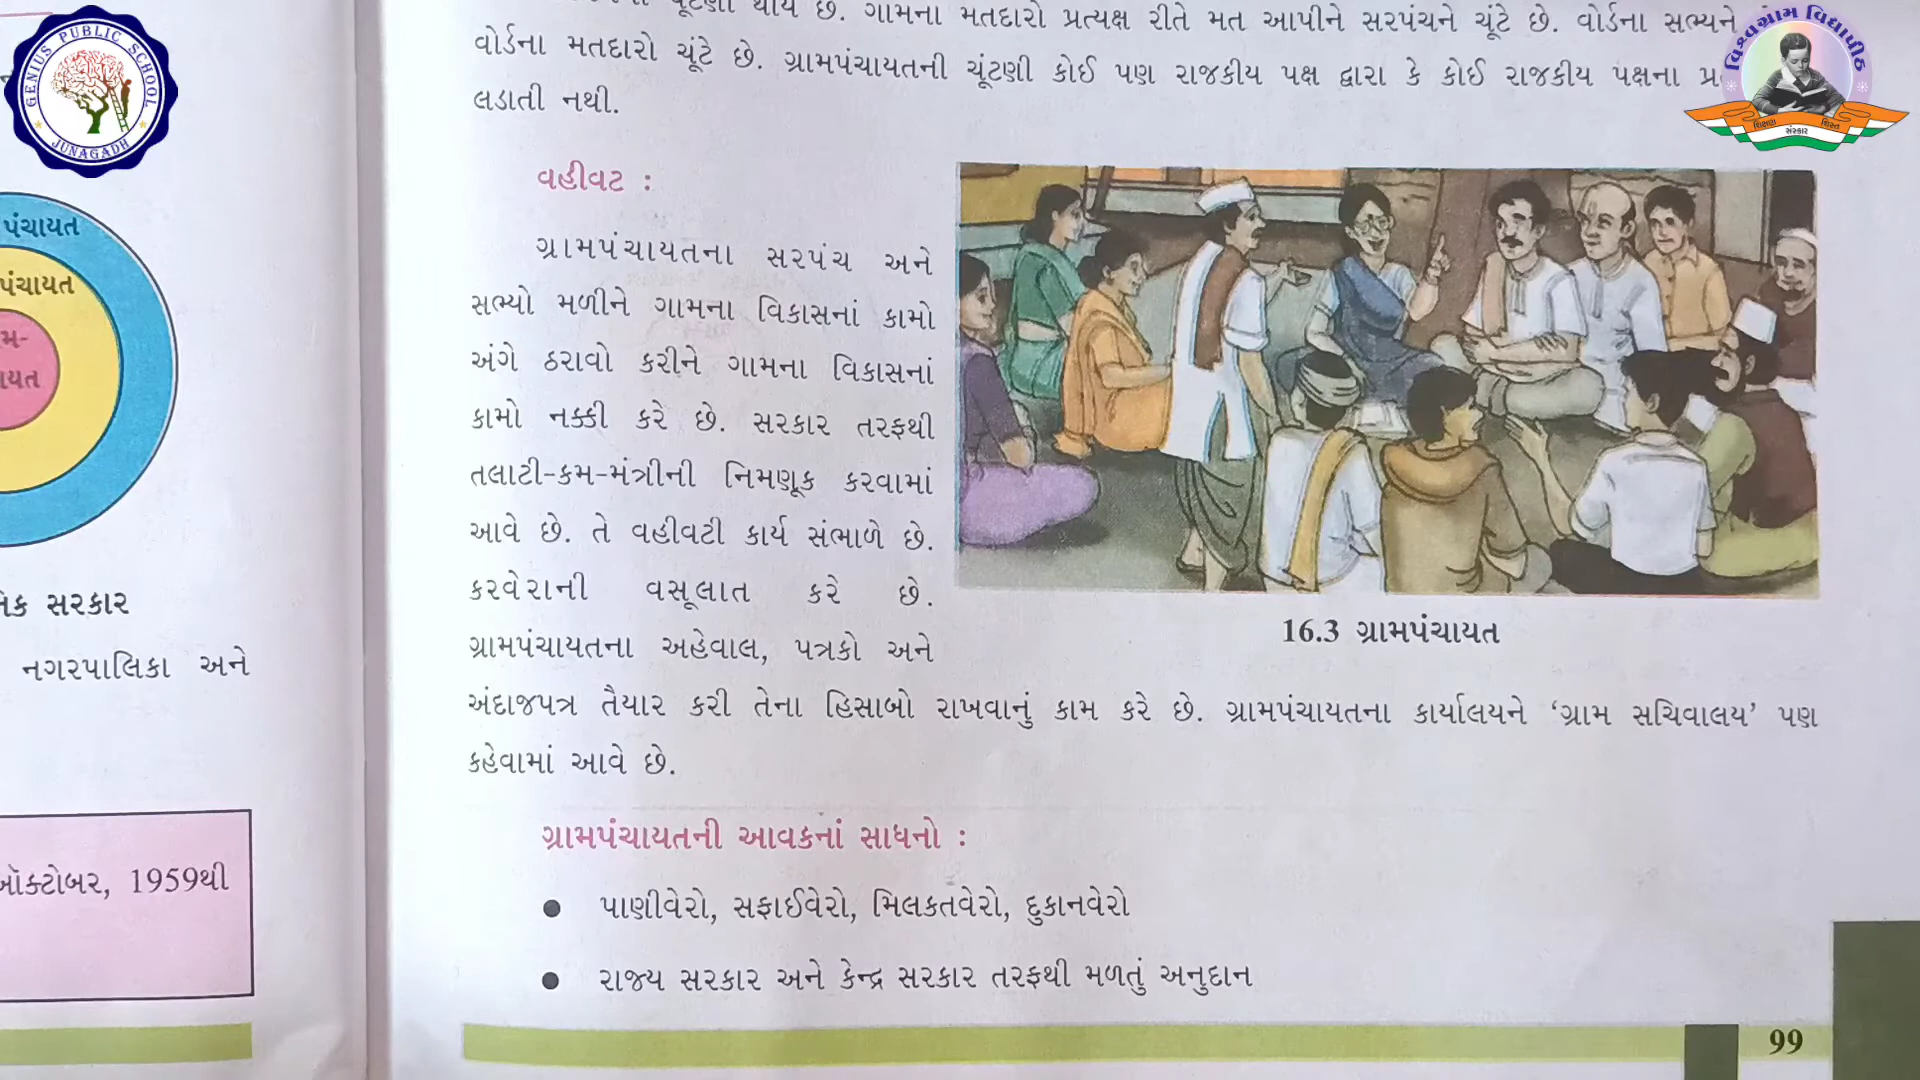 GENIUS PUBLIC SCHOOL
JUNAGADH
વિશ્વગ્રામ વિદ્યાપીઠ
શિક્ષણ
સંસ્કાર
શિસ્ત
પંચાયત
પંચાયત
સરકાર
નગરપાલિકા અને
ઑક્ટોબર, 1959થી
ચૂંટણી થાય છે. ગામના મતદારો પ્રત્યક્ષ રીતે મત આપીને સરપંચને ચૂંટે છે. વોર્ડના સભ્યને
વોર્ડના મતદારો ચૂંટે છે. ગ્રામપંચાયતની ચૂંટણી કોઈ પણ રાજકીય પક્ષ દ્વારા કે કોઈ રાજકીય પક્ષના
લડાતી નથી.
વહીવટ :
ગ્રામપંચાયતના સરપંચ અને
સભ્યો મળીને ગામના વિકાસનાં કામો
અંગે ઠરાવો કરીને ગામના વિકાસનાં
કામો નક્કી કરે છે. સરકાર તરફથી
તલાટી-કમ-મંત્રીની નિમણૂક કરવામાં
આવે છે. તે વહીવટી કાર્ય સંભાળે છે.
કરવેરાની વસૂલાત કરે છે.
ગ્રામપંચાયતના અહેવાલ, પત્રકો અને
અંદાજપત્ર તૈયાર કરી તેના હિસાબો રાખવાનું કામ કરે છે. ગ્રામપંચાયતના કાર્યાલયને ‘ગ્રામ સચિવાલય’ પણ
કહેવામાં આવે છે.
16.3 ગ્રામપંચાયત
ગ્રામપંચાયતની આવકનાં સાધનો :
● પાણીવેરો, સફાઈવેરો, મિલકતવેરો, દુકાનવેરો
● રાજ્ય સરકાર અને કેન્દ્ર સરકાર તરફથી મળતું અનુદાન
99